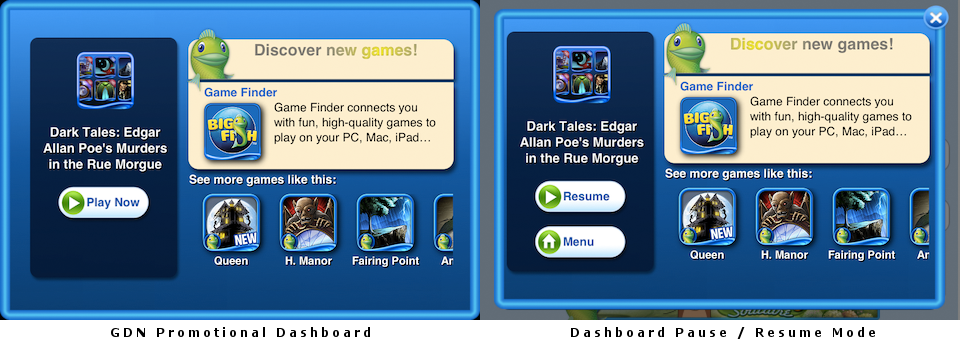 Discover new games!
Game Finder
BIG
FISH
Game Finder connects you
with fun, high-quality games to
play on your PC, Mac, iPad...
Dark Tales: Edgar
Allan Poe's Murders
in the Rue Morgue
Play Now
See more games like this:
NEW
Queen
H. Manor
Fairing Point
An
GDN Promotional Dashboard
Discover new games!
Game Finder
BIG
FISH
Game Finder connects you
with fun, high-quality games to
play on your PC, Mac, iPad...
Dark Tales: Edgar
Allan Poe's Murders
in the Rue Morgue
Resume
Menu
See more games like this:
NEW
Queen
H. Manor
Fairing Point
An
Solitaire
Dashboard Pause / Resume Mode